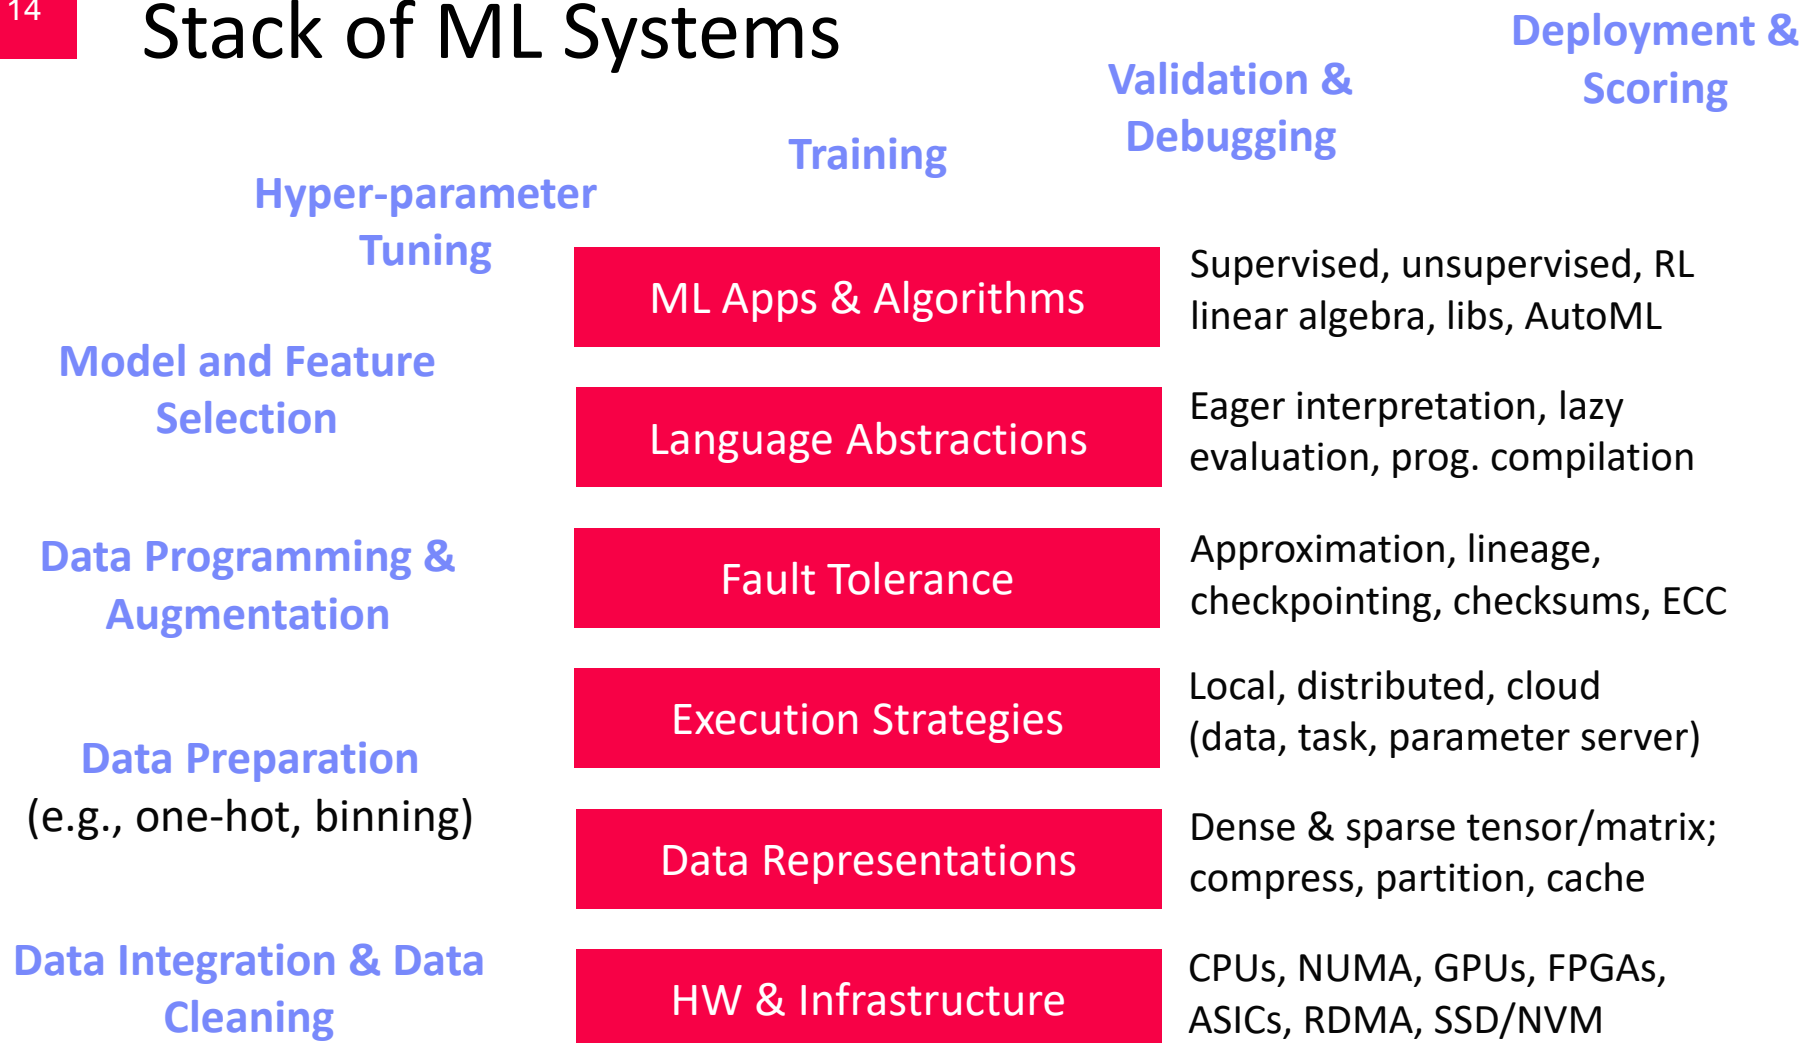 14
Stack of ML Systems
Deployment &
Scoring
Validation &
Debugging
Training
Hyper-parameter
Tuning
Model and Feature
Selection
Data Programming &
Augmentation
Data Preparation
(e.g., one-hot, binning)
Data Integration & Data
Cleaning
ML Apps & Algorithms
Supervised, unsupervised, RL
linear algebra, libs, AutoML
Language Abstractions
Eager interpretation, lazy
evaluation, prog. compilation
Fault Tolerance
Approximation, lineage,
checkpointing, checksums, ECC
Execution Strategies
Local, distributed, cloud
(data, task, parameter server)
Data Representations
Dense & sparse tensor/matrix;
compress, partition, cache
HW & Infrastructure
CPUs, NUMA, GPUs, FPGAs,
ASICs, RDMA, SSD/NVM